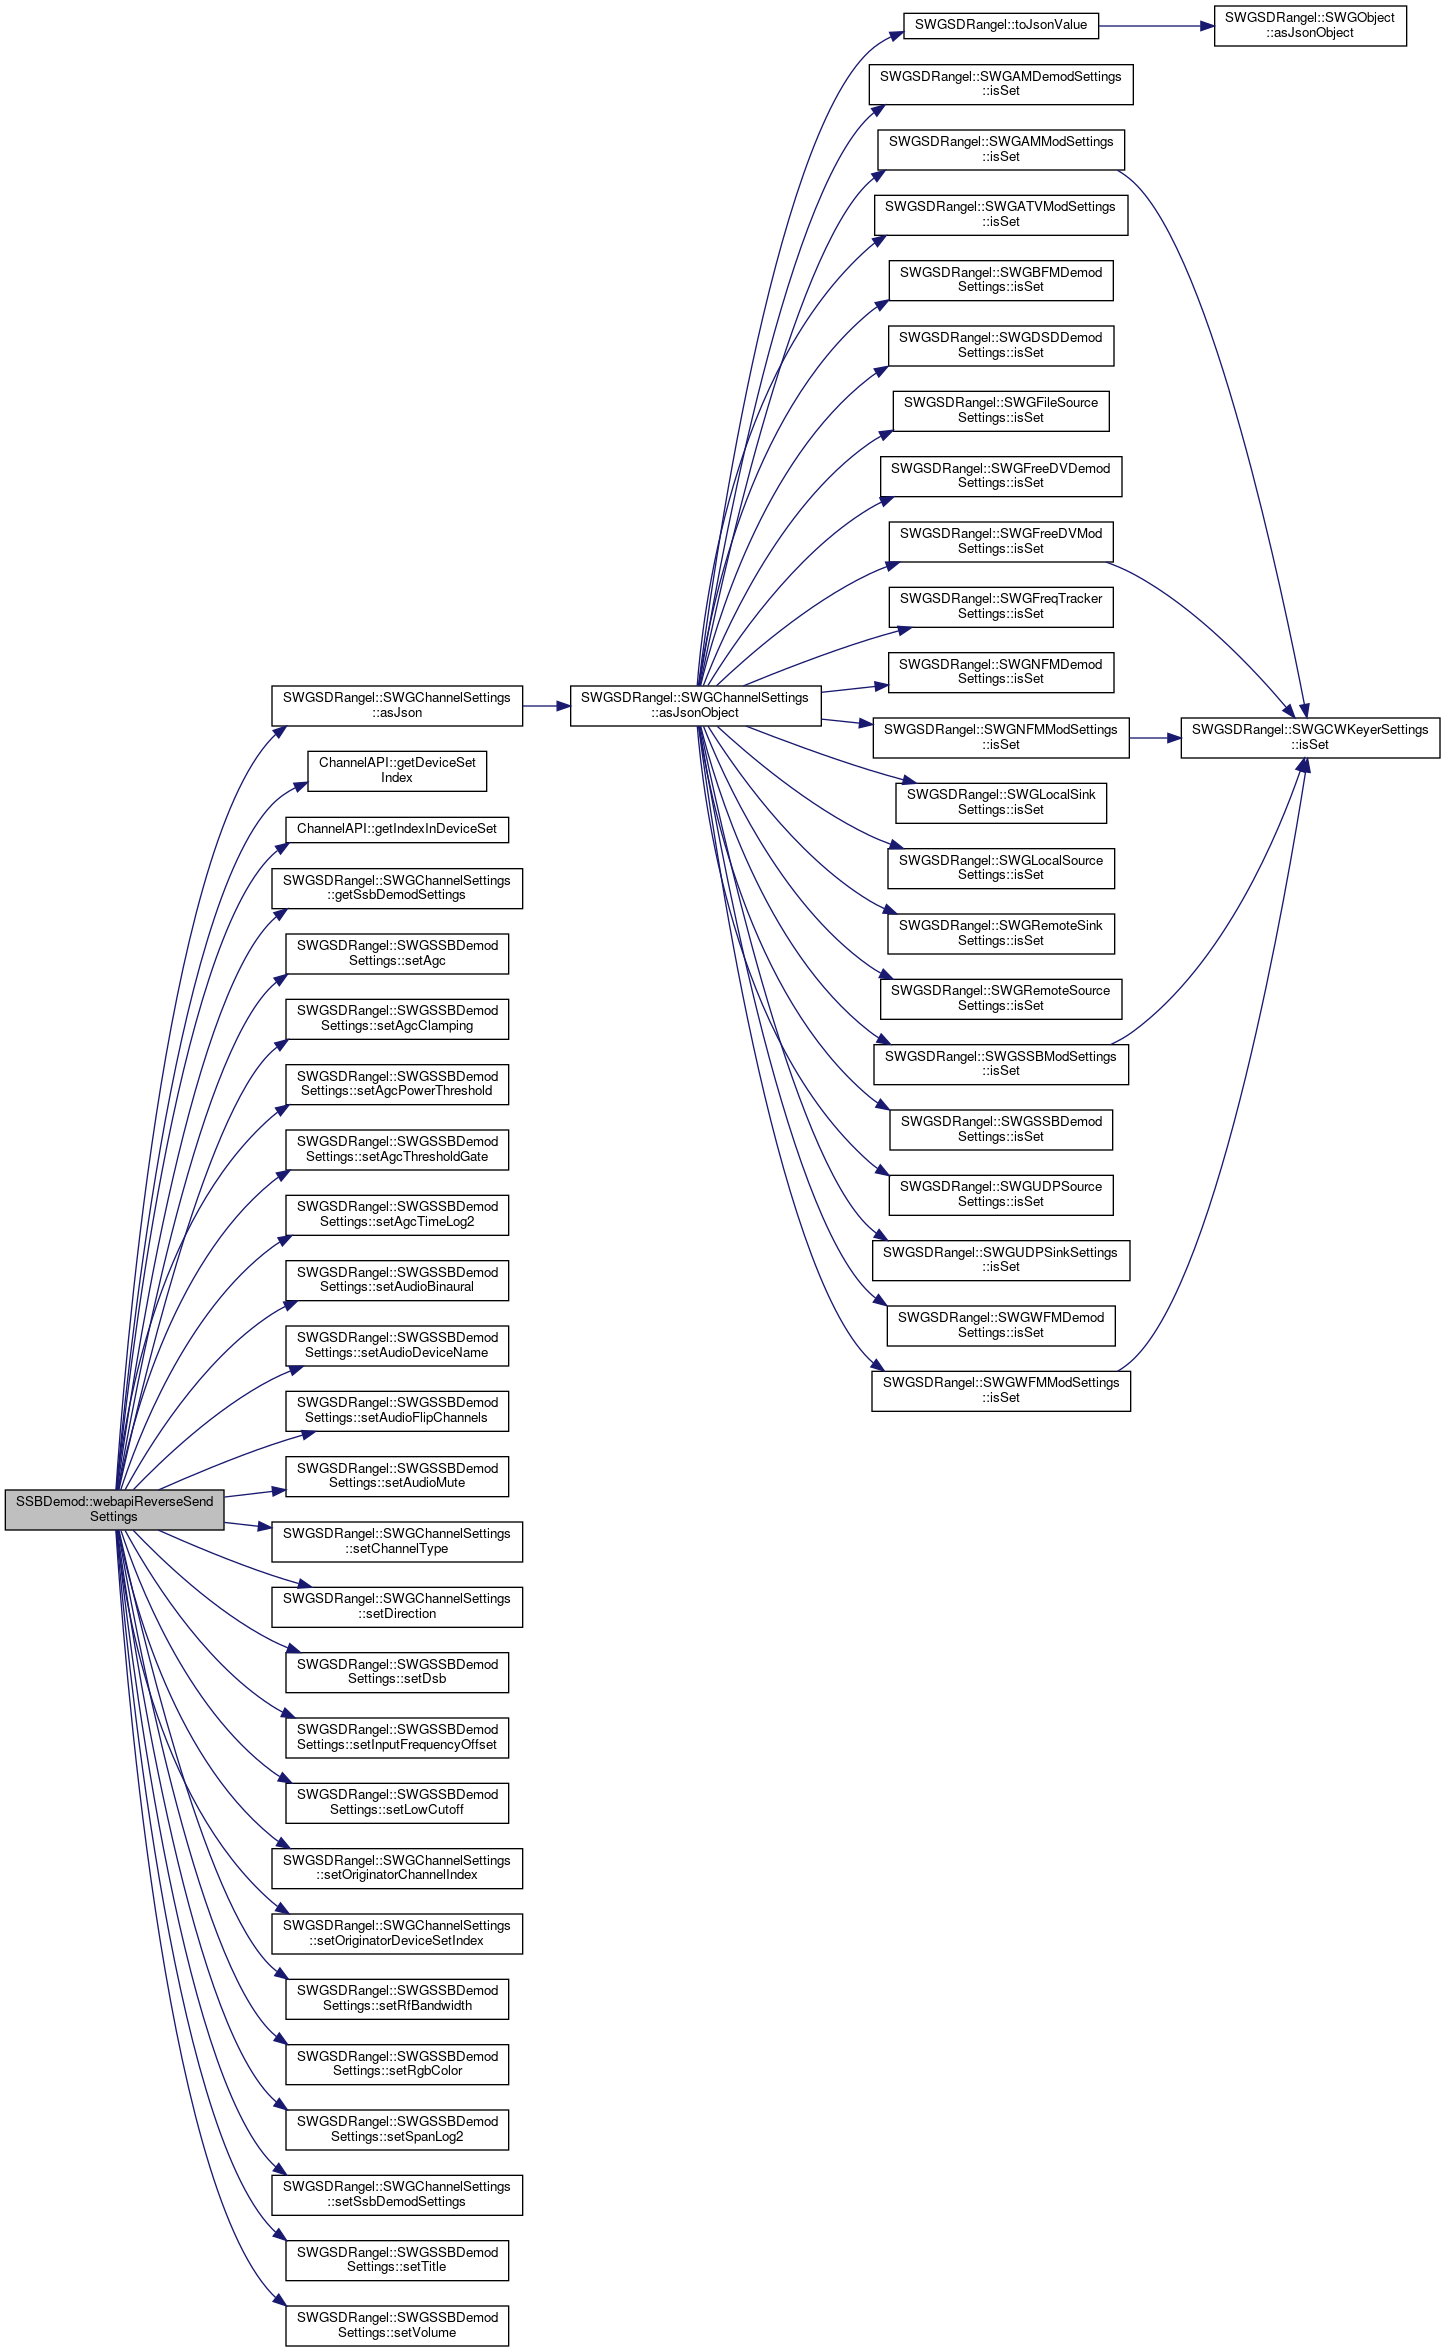 SSBDemod::webapiReverseSend
Settings
SWGSDRangel::SWGChannelSettings
::asJson
ChannelAPI::getDeviceSet
Index
ChannelAPI::getIndexInDeviceSet
SWGSDRangel::SWGChannelSettings
::getSsbDemodSettings
SWGSDRangel::SWGSSBDemod
Settings::setAgc
SWGSDRangel::SWGSSBDemod
Settings::setAgcClamping
SWGSDRangel::SWGSSBDemod
Settings::setAgcPowerThreshold
SWGSDRangel::SWGSSBDemod
Settings::setAgcThresholdGate
SWGSDRangel::SWGSSBDemod
Settings::setAgcTimeLog2
SWGSDRangel::SWGSSBDemod
Settings::setAudioBinaural
SWGSDRangel::SWGSSBDemod
Settings::setAudioDeviceName
SWGSDRangel::SWGSSBDemod
Settings::setAudioFlipChannels
SWGSDRangel::SWGSSBDemod
Settings::setAudioMute
SWGSDRangel::SWGChannelSettings
::setChannelType
SWGSDRangel::SWGChannelSettings
::setDirection
SWGSDRangel::SWGSSBDemod
Settings::setDsb
SWGSDRangel::SWGSSBDemod
Settings::setInputFrequencyOffset
SWGSDRangel::SWGSSBDemod
Settings::setLowCutoff
SWGSDRangel::SWGChannelSettings
::setOriginatorChannelIndex
SWGSDRangel::SWGChannelSettings
::setOriginatorDeviceSetIndex
SWGSDRangel::SWGSSBDemod
Settings::setRfBandwidth
SWGSDRangel::SWGSSBDemod
Settings::setRgbColor
SWGSDRangel::SWGSSBDemod
Settings::setSpanLog2
SWGSDRangel::SWGChannelSettings
::setSsbDemodSettings
SWGSDRangel::SWGSSBDemod
Settings::setTitle
SWGSDRangel::SWGSSBDemod
Settings::setVolume
SWGSDRangel::SWGChannelSettings
::asJsonObject
SWGSDRangel::toJsonValue
SWGSDRangel::SWGAMDemodSettings
::isSet
SWGSDRangel::SWGAMModSettings
::isSet
SWGSDRangel::SWGATVModSettings
::isSet
SWGSDRangel::SWGBFMDemod
Settings::isSet
SWGSDRangel::SWGDSDDemod
Settings::isSet
SWGSDRangel::SWGFileSource
Settings::isSet
SWGSDRangel::SWGFreeDVDemod
Settings::isSet
SWGSDRangel::SWGFreeDVMod
Settings::isSet
SWGSDRangel::SWGFreqTracker
Settings::isSet
SWGSDRangel::SWGNFMDemod
Settings::isSet
SWGSDRangel::SWGNFMModSettings
::isSet
SWGSDRangel::SWGLocalSink
Settings::isSet
SWGSDRangel::SWGLocalSource
Settings::isSet
SWGSDRangel::SWGRemoteSink
Settings::isSet
SWGSDRangel::SWGRemoteSource
Settings::isSet
SWGSDRangel::SWGSSBModSettings
::isSet
SWGSDRangel::SWGSSBDemod
Settings::isSet
SWGSDRangel::SWGUDPSource
Settings::isSet
SWGSDRangel::SWGUDPSinkSettings
::isSet
SWGSDRangel::SWGWFMDemod
Settings::isSet
SWGSDRangel::SWGWFMModSettings
::isSet
SWGSDRangel::SWGObject
::asJsonObject
SWGSDRangel::SWGCWKeyerSettings
::isSet